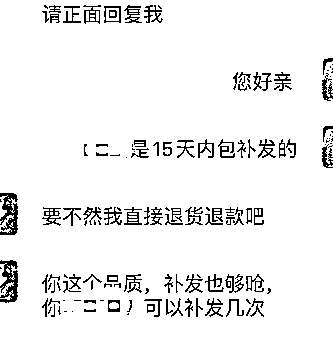 请正面回复我
您好亲
是15天内包补发的
要不然我直接退货退款吧
你这个品质，补发也够呛，
你 可以补发几次